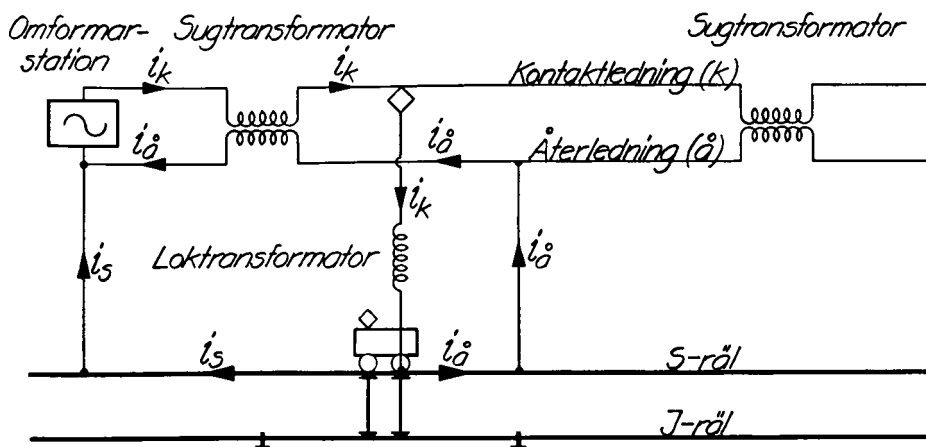 Omformar-
station
Sugtransformator
Sugtransformator
i_k
i_k
Kontaktledning (k)
i_å
i_å
Återledning (å)
i_k
i_s
Loktransformator
i_å
i_s
i_å
S-räl
J-räl